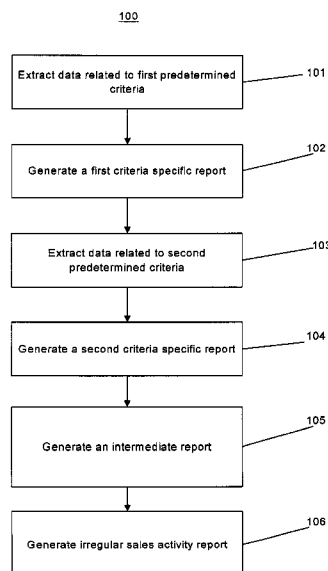 100
Extract data related to first predetermined
criteria
101
Generate a first criteria specific report
102
Extract data related to second
predetermined criteria
103
Generate a second criteria specific report
104
Generate an intermediate report
105
Generate irregular sales activity report
106